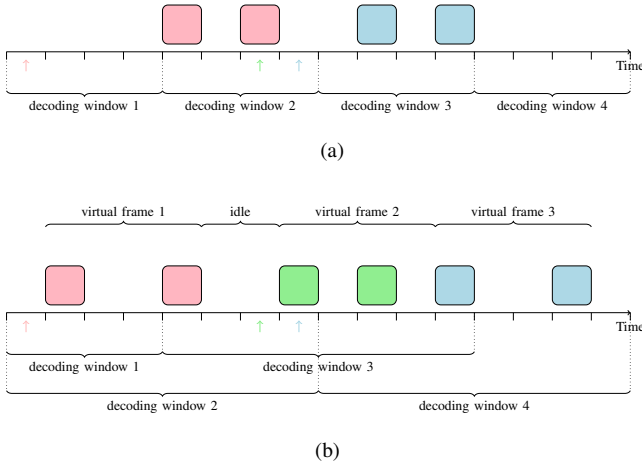 ↑ ↑ ↑ Time
decoding window 1 decoding window 2 decoding window 3 decoding window 4
(a)
virtual frame 1 idle virtual frame 2 virtual frame 3
↑ ↑ ↑ Time
decoding window 1 decoding window 3
decoding window 2 decoding window 4
(b)